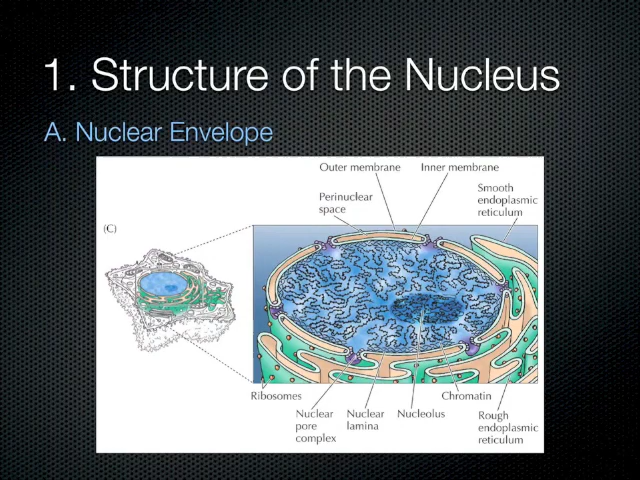 1. Structure of the Nucleus
A. Nuclear Envelope
Outer membrane
Inner membrane
Perinuclear
space
Smooth
endoplasmic
reticulum
(C)
Ribosomes
Chromatin
Nuclear
pore
complex
Nuclear
lamina
Nucleolus
Rough
endoplasmic
reticulum